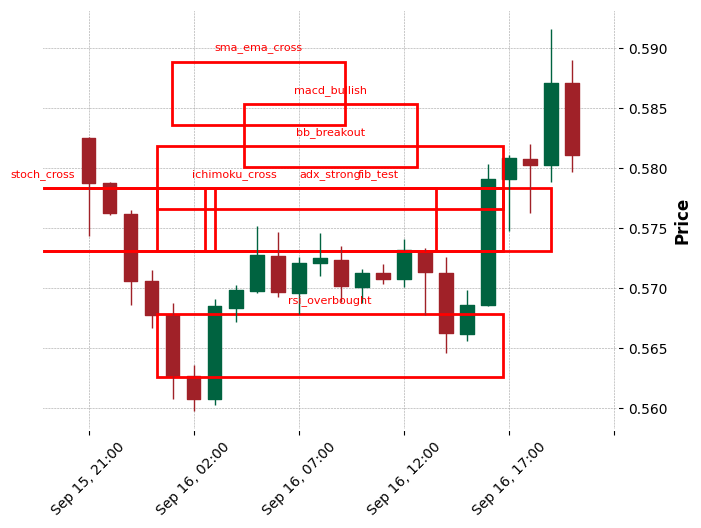 sma_ema_cross
0.590
macd_bullish
0.585
bb_breakout
0.580
stoch_cross
ichimoku_cross
adx_strong
fib_test
0.575
0.570
rsi_overbought
0.565
0.560
Price
Sep 15, 21:00
Sep 16, 02:00
Sep 16, 07:00
Sep 16, 12:00
Sep 16, 17:00